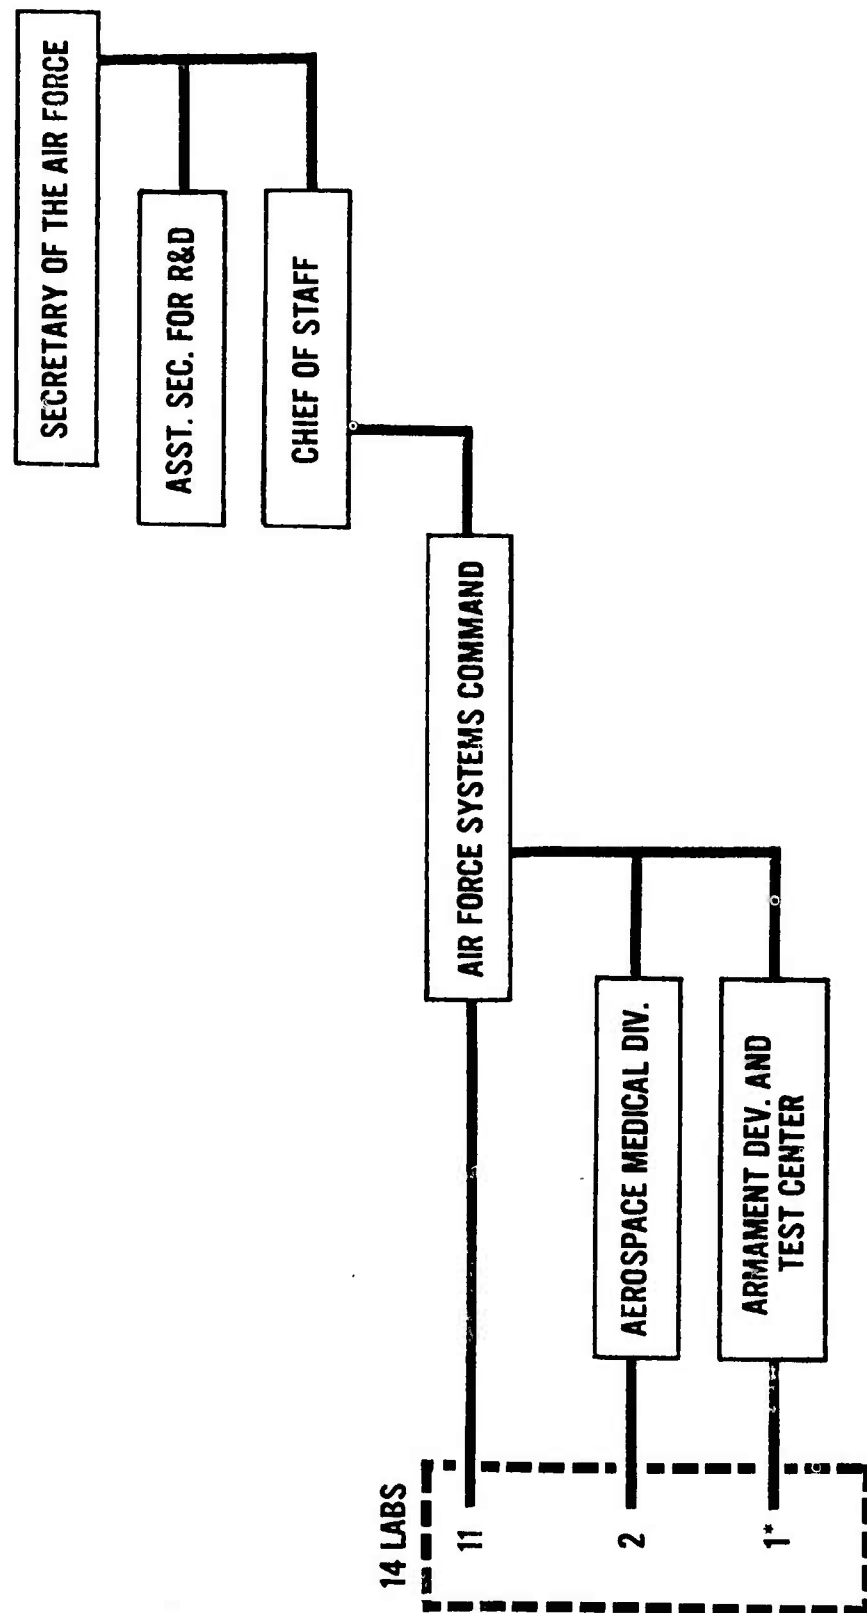 SECRETARY OF THE AIR FORCE
ASST. SEC. FOR R&D
CHIEF OF STAFF
AIR FORCE SYSTEMS COMMAND
14 LABS
11
AEROSPACE MEDICAL DIV.
2
ARMAMENT DEV. AND
TEST CENTER
1*